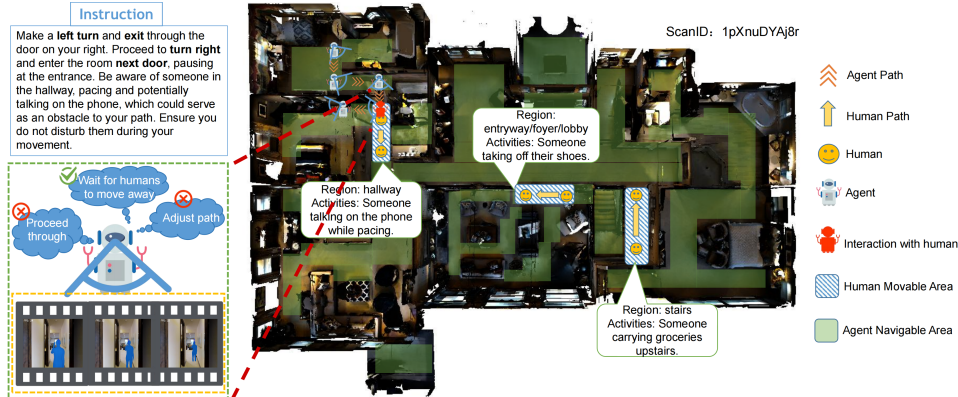 Instruction
Make a left turn and exit through the
door on your right. Proceed to turn right
and enter the room next door, pausing
at the entrance. Be aware of someone in
the hallway, pacing and potentially
talking on the phone, which could serve
as an obstacle to your path. Ensure you
do not disturb them during your
movement.
Wait for humans
to move away
Proceed
through
Adjust path
ScanID: 1pXnuDYAj8r
Region:
entryway/foyer/lobby
Activities: Someone
taking off their shoes.
Region: hallway
Activities: Someone
talking on the phone
while pacing.
Region: stairs
Activities: Someone
carrying groceries
upstairs.
Agent Path
Human Path
Human
Agent
Interaction with human
Human Movable Area
Agent Navigable Area